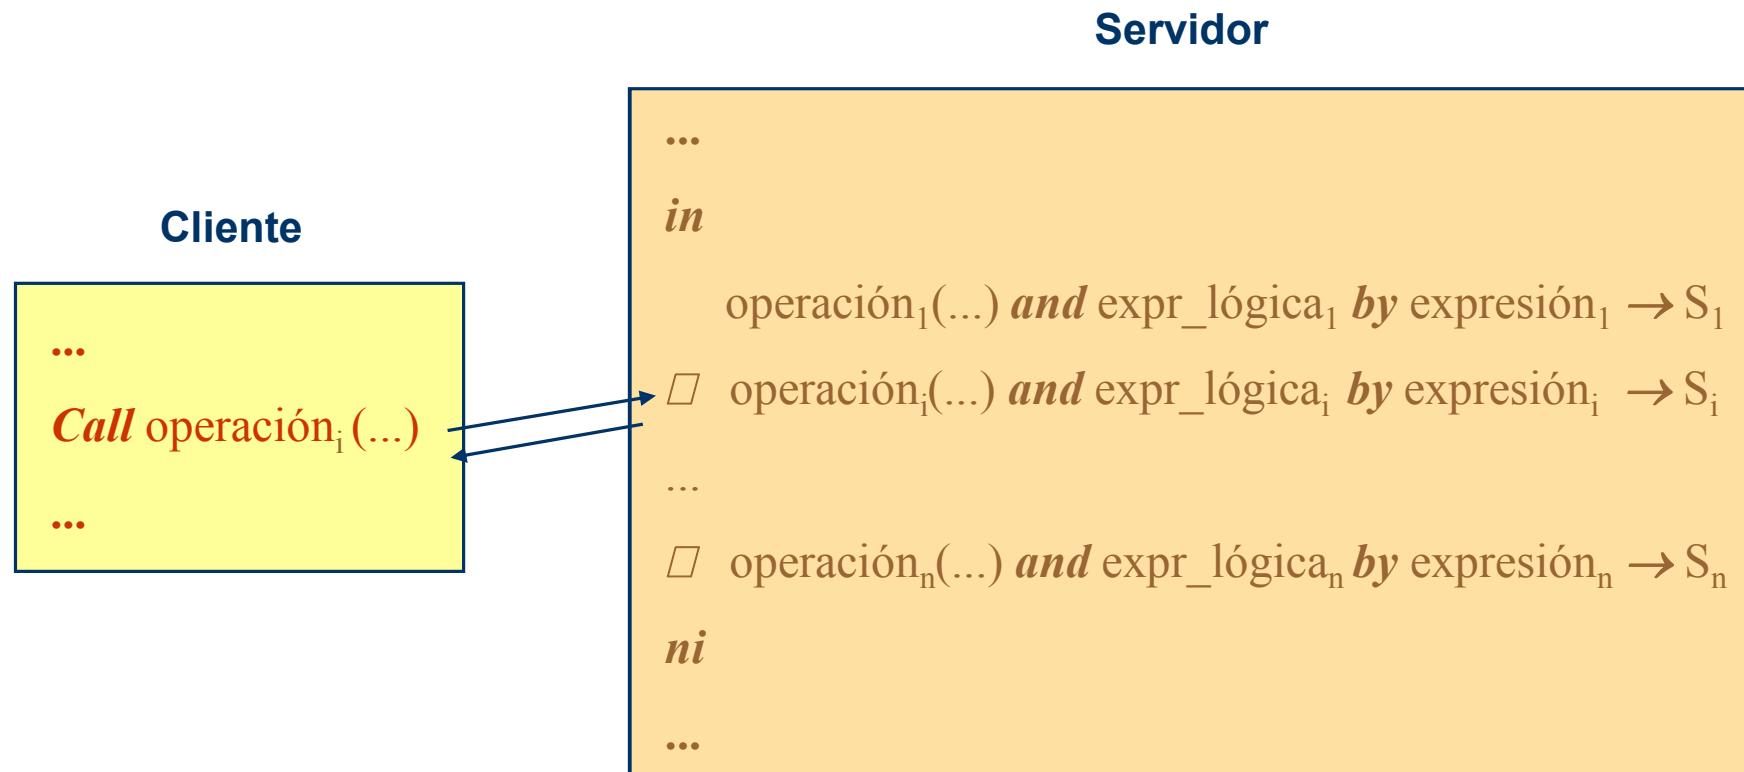 Servidor
Cliente
...
Call operaciónᵢ (...)
...
...
in
operación₁(...) and expr_lógica₁ by expresión₁ → S₁
□ operaciónᵢ(...) and expr_lógicaᵢ by expresiónᵢ → Sᵢ
...
□ operaciónₙ(...) and expr_lógicaₙ by expresiónₙ → Sₙ
ni
...